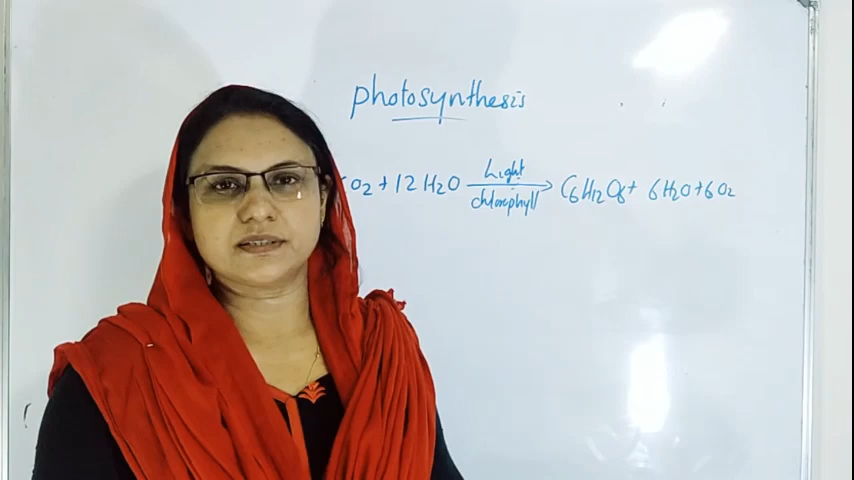 photosynthesis
O2 + 12 H2O Light → C6H12O6 + 6H2O + 6O2
chlorophyll